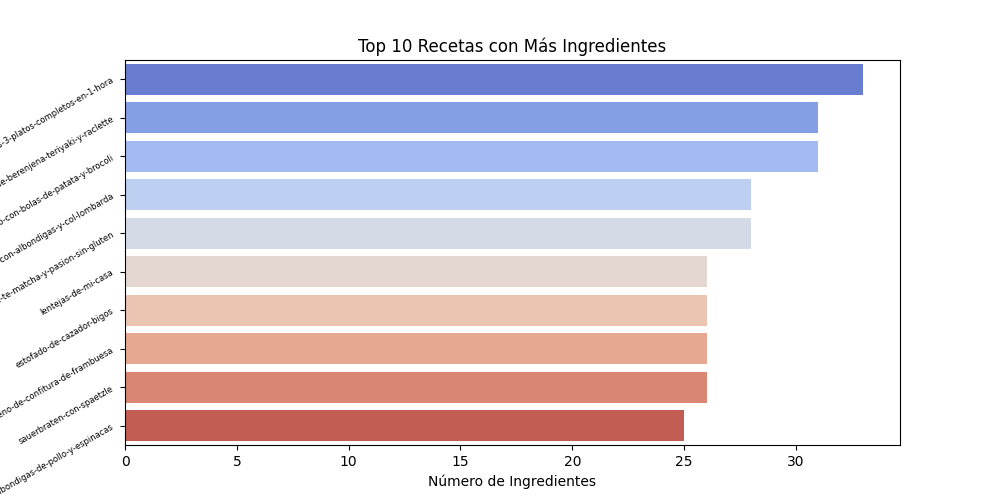 Top 10 Recetas con Más Ingredientes
-3-platos-completos-en-1-hora
-berenjena-teriyaki-y-raclette
-con-bolas-de-patata-y-brocoli
con-albondigas-y-col-lombarda
-te-matcha-y-pasion-sin-gluten
lentejas-de-mi-casa
estofado-de-cazador-bigos
-de-confitura-de-frambuesa
sauerbraten-con-spaetzle
bondigas-de-pollo-y-espinacas
0 5 10 15 20 25 30
Número de Ingredientes